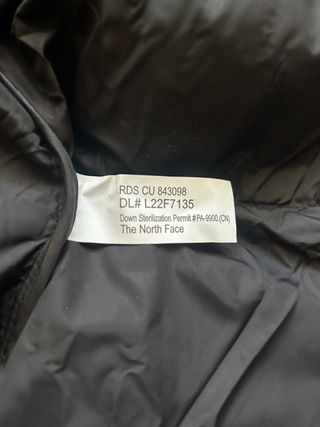 RDS CU 843098
DL# L22F7135
Down Sterilization Permit #PA-9900,(CN)
The North Face